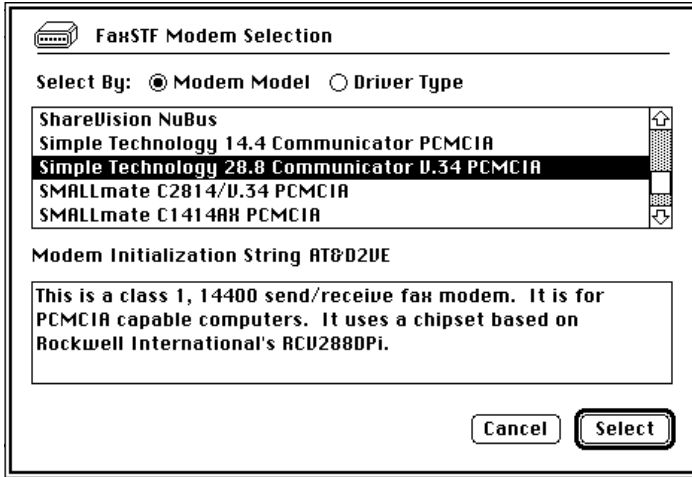 FaxSTF Modem Selection
Select By: Modem Model Driver Type
ShareVision NuBus
Simple Technology 14.4 Communicator PCMCIA
Simple Technology 28.8 Communicator V.34 PCMCIA
SMALLmate C2814/V.34 PCMCIA
SMALLmate C1414AX PCMCIA
Modem Initialization String AT&D2VE
This is a class 1, 14400 send/receive fax modem. It is for
PCMCIA capable computers. It uses a chipset based on
Rockwell International's RCV288DPi.
Cancel Select